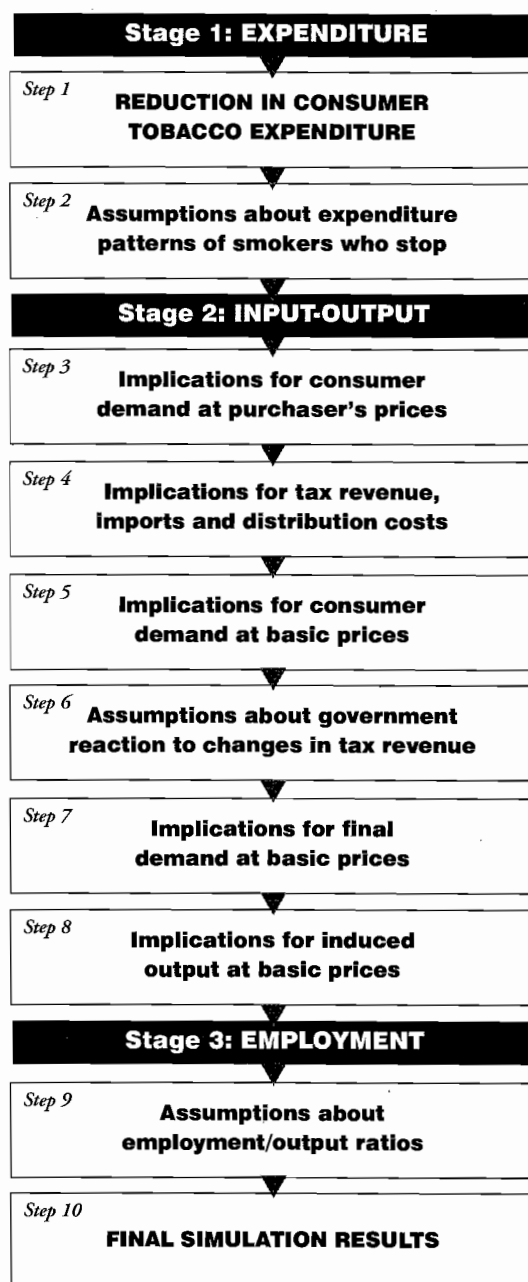 Stage 1: EXPENDITURE
Step 1
REDUCTION IN CONSUMER
TOBACCO EXPENDITURE
Step 2
Assumptions about expenditure
patterns of smokers who stop
Stage 2: INPUT-OUTPUT
Step 3
Implications for consumer
demand at purchaser's prices
Step 4
Implications for tax revenue,
imports and distribution costs
Step 5
Implications for consumer
demand at basic prices
Step 6
Assumptions about government
reaction to changes in tax revenue
Step 7
Implications for final
demand at basic prices
Step 8
Implications for induced
output at basic prices
Stage 3: EMPLOYMENT
Step 9
Assumptions about
employment/output ratios
Step 10
FINAL SIMULATION RESULTS